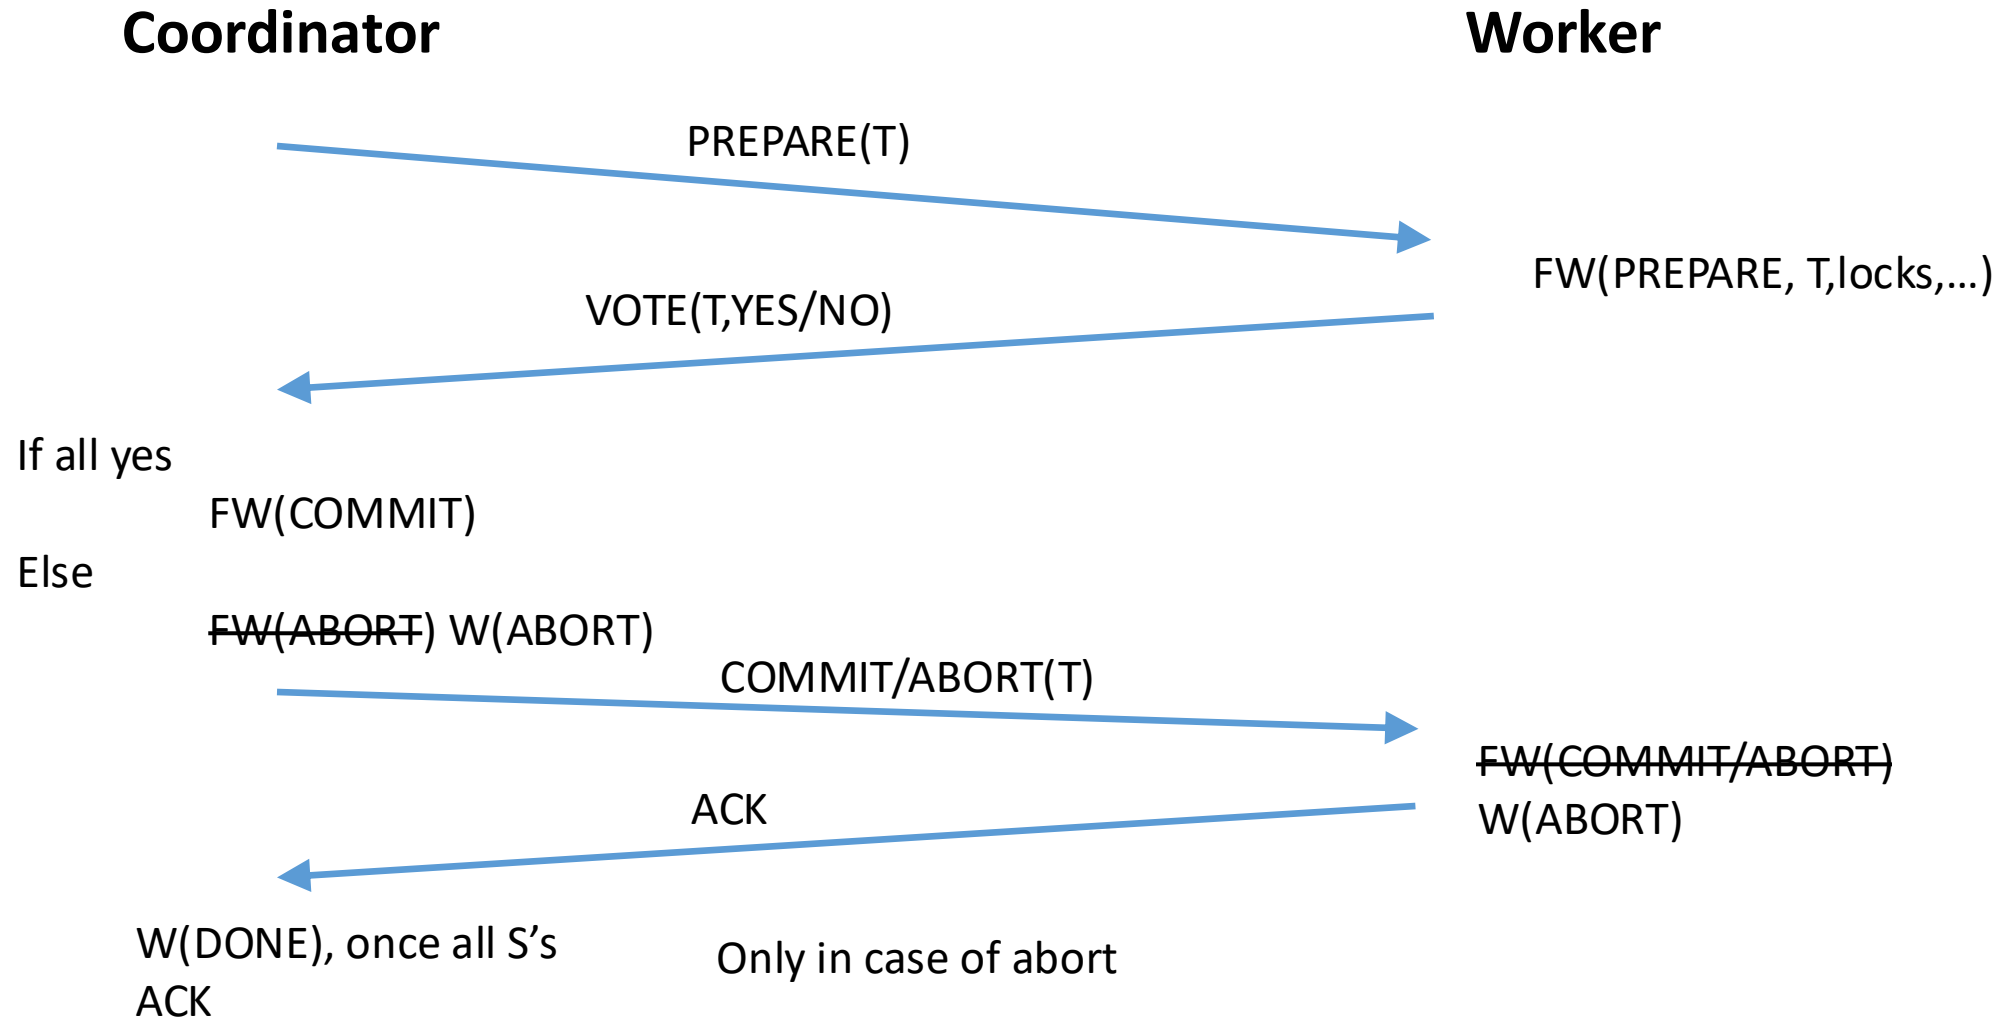 Coordinator
Worker
PREPARE(T)
FW(PREPARE, T,locks,...)
VOTE(T,YES/NO)
If all yes
FW(COMMIT)
Else
FW(ABORT) W(ABORT)
COMMIT/ABORT(T)
FW(COMMIT/ABORT)
W(ABORT)
ACK
W(DONE), once all S’s
ACK
Only in case of abort